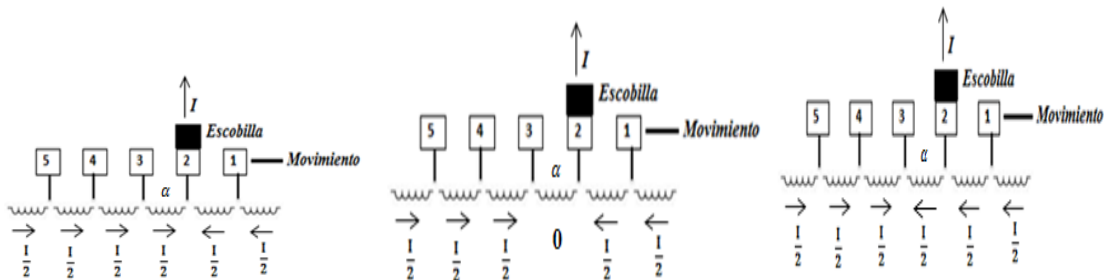 I
Escobilla
5 4 3 2 1 Movimiento
α
I/2 I/2 I/2 I/2 I/2 I/2
I
Escobilla
5 4 3 2 1 Movimiento
α
I/2 I/2 I/2 0 I/2 I/2
I
Escobilla
5 4 3 2 1 Movimiento
α
I/2 I/2 I/2 I/2 I/2 I/2